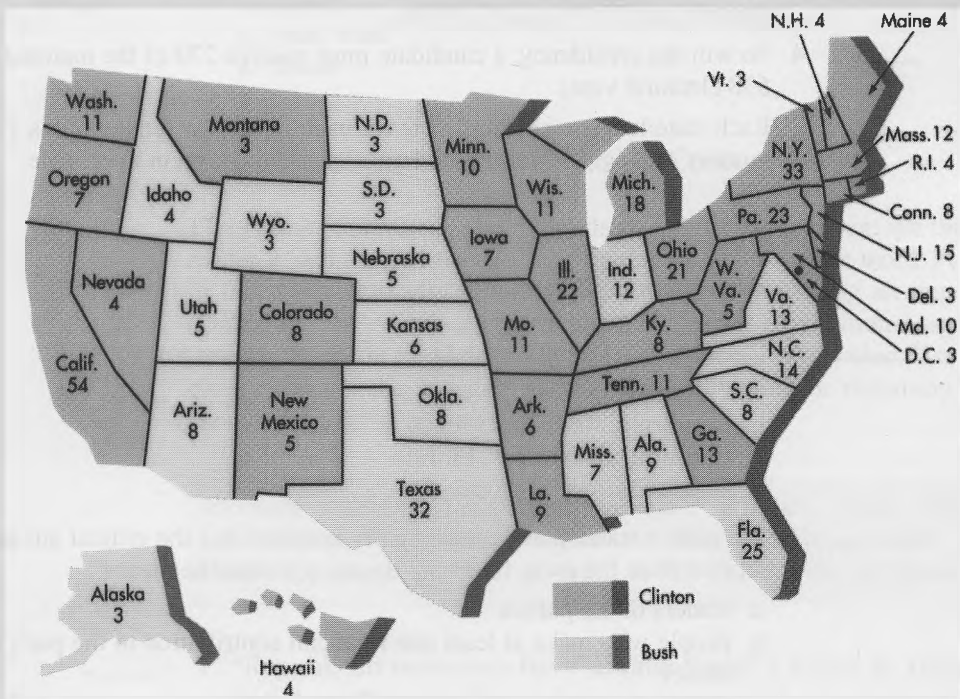 N.H. 4
Maine 4
Vt. 3
Wash.
11
Montana
3
N.D.
3
Minn.
10
Mass. 12
N.Y.
33
R.I. 4
Oregon
7
Idaho
4
S.D.
3
Wis.
11
Mich.
18
Conn. 8
Wyo.
3
Pa. 23
N.J. 15
Iowa
7
Ohio
21
Nebraska
5
Nevada
4
Ill.
22
Ind.
12
W.
Va.
5
Del. 3
Va.
13
Md. 10
Utah
5
Colorado
8
Kansas
6
Mo.
11
Ky.
8
D.C. 3
Calif.
54
N.C.
14
Tenn. 11
Okla.
8
Ark.
6
S.C.
8
Ariz.
8
New
Mexico
5
Miss.
7
Ala.
9
Ga.
13
Texas
32
La.
9
Fla.
25
Alaska
3
Clinton
Hawaii
4
Bush